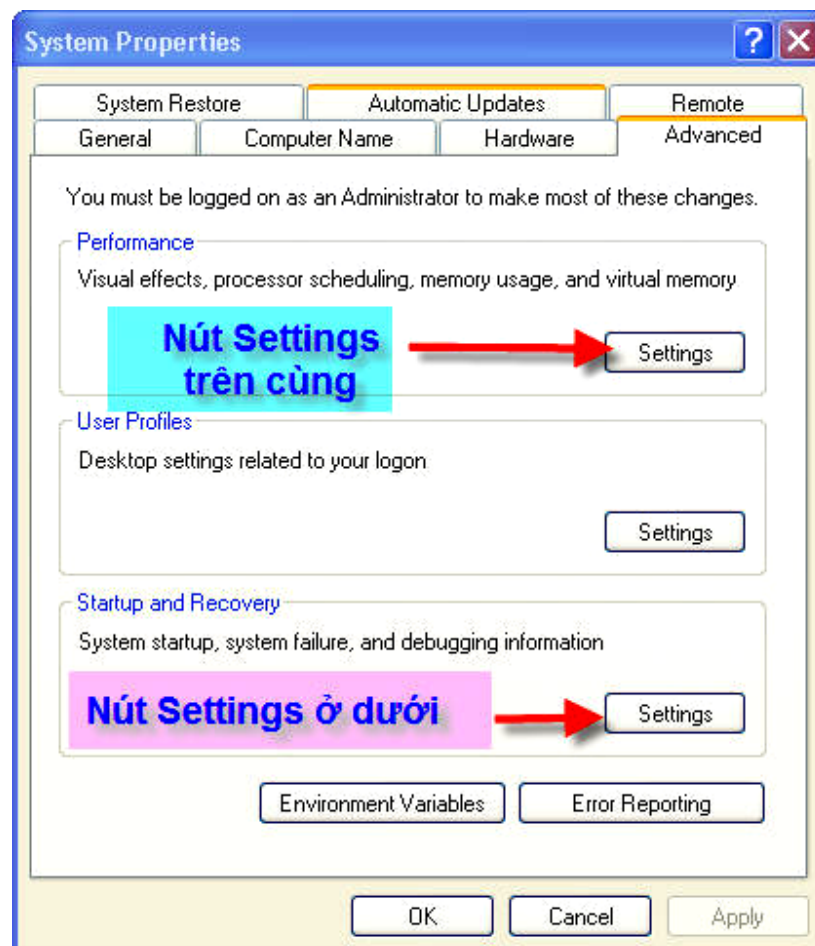 System Properties
System Restore Automatic Updates Remote
General Computer Name Hardware Advanced
You must be logged on as an Administrator to make most of these changes.
Performance
Visual effects, processor scheduling, memory usage, and virtual memory
Nút Settings
trên cùng
Settings
User Profiles
Desktop settings related to your logon
Settings
Startup and Recovery
System startup, system failure, and debugging information
Nút Settings ở dưới
Settings
Environment Variables Error Reporting
OK Cancel Apply